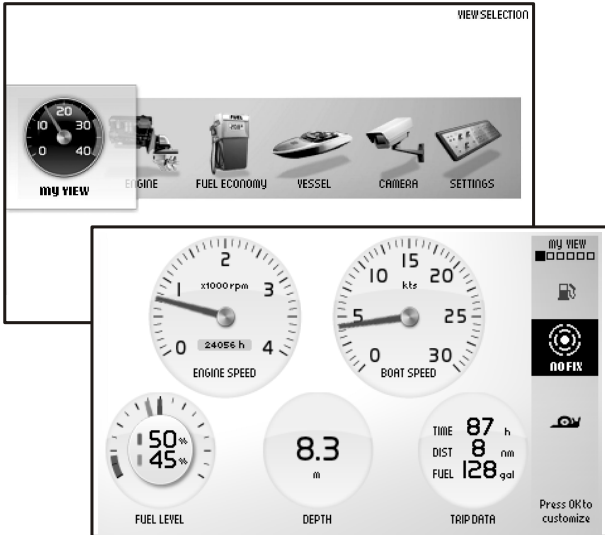 VIEW SELECTION
20
10 30
0 40
MY VIEW
ENGINE
FUEL
FUEL ECONOMY
VESSEL
CAMERA
SETTINGS
2
x1000 rpm
1 3
24056 h
0 4
ENGINE SPEED
15
10 20
kts
5 25
0 30
BOAT SPEED
50%
45%
FUEL LEVEL
8.3
m
DEPTH
TIME 87 h
DIST 8 nm
FUEL 128 gal
TRIP DATA
MY VIEW
NO FIX
Press OK to
customize